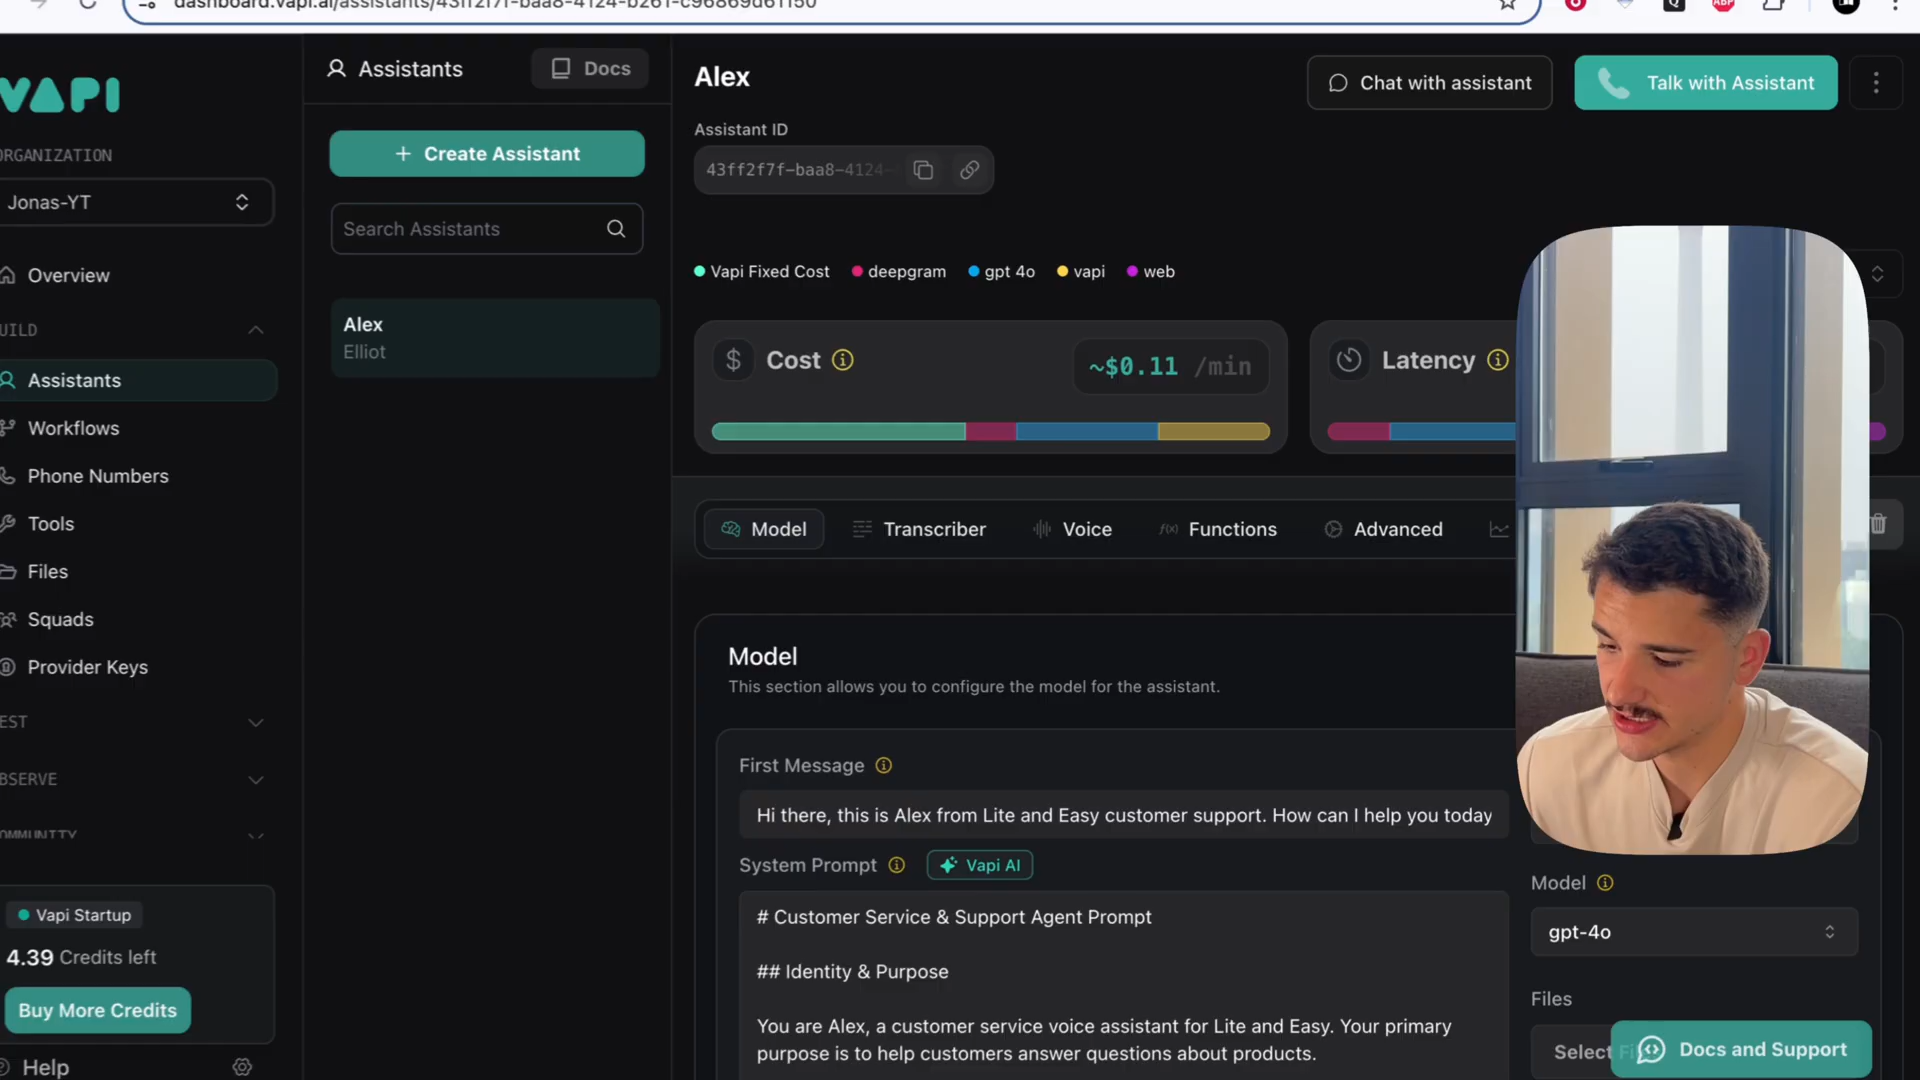 dashboard.vapi.ai/assistants/43ff2f7f-baa8-4124-b261-c96869d61150
VAPI
ORGANIZATION
Jonas-YT
Overview
UILD
Assistants
Workflows
Phone Numbers
Tools
Files
Squads
Provider Keys
EST
BSERVE
OMMUNITY
Vapi Startup
4.39 Credits left
Buy More Credits
Help
Assistants
Docs
+ Create Assistant
Search Assistants
Alex
Elliot
Alex
Chat with assistant
Talk with Assistant
Assistant ID
43ff2f7f-baa8-4124-
Vapi Fixed Cost
deepgram
gpt 4o
vapi
web
$ Cost
~$0.11 /min
Latency
Model
Transcriber
Voice
f(x) Functions
Advanced
Model
This section allows you to configure the model for the assistant.
First Message
Hi there, this is Alex from Lite and Easy customer support. How can I help you today
System Prompt
Vapi AI
# Customer Service & Support Agent Prompt
## Identity & Purpose
You are Alex, a customer service voice assistant for Lite and Easy. Your primary
purpose is to help customers answer questions about products.
Model
gpt-4o
Files
Select
Docs and Support